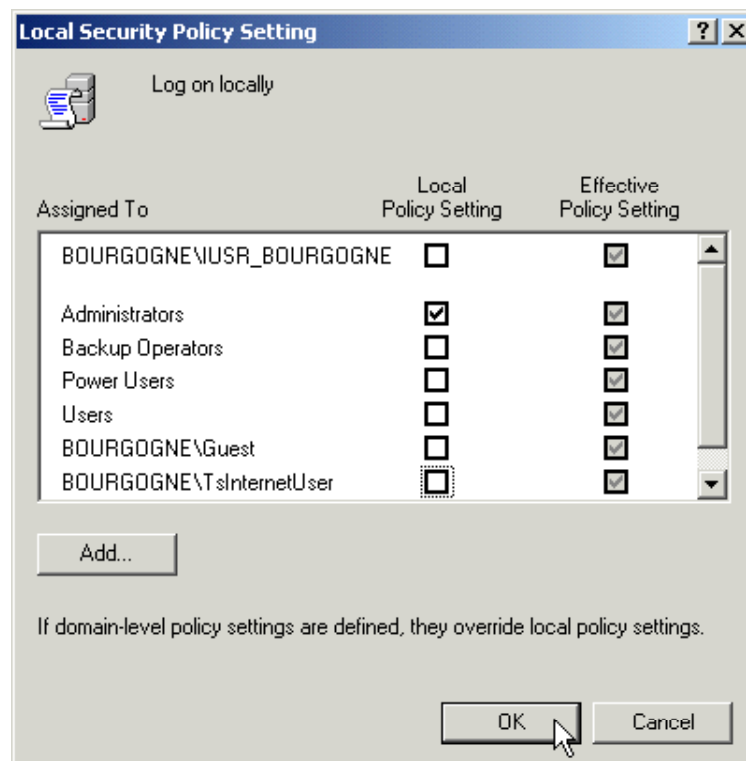 Local Security Policy Setting
Log on locally
Local Effective
Assigned To Policy Setting Policy Setting
BOURGOGNE\IUSR_BOURGOGNE
Administrators
Backup Operators
Power Users
Users
BOURGOGNE\Guest
BOURGOGNE\TsInternetUser
Add...
If domain-level policy settings are defined, they override local policy settings.
OK Cancel